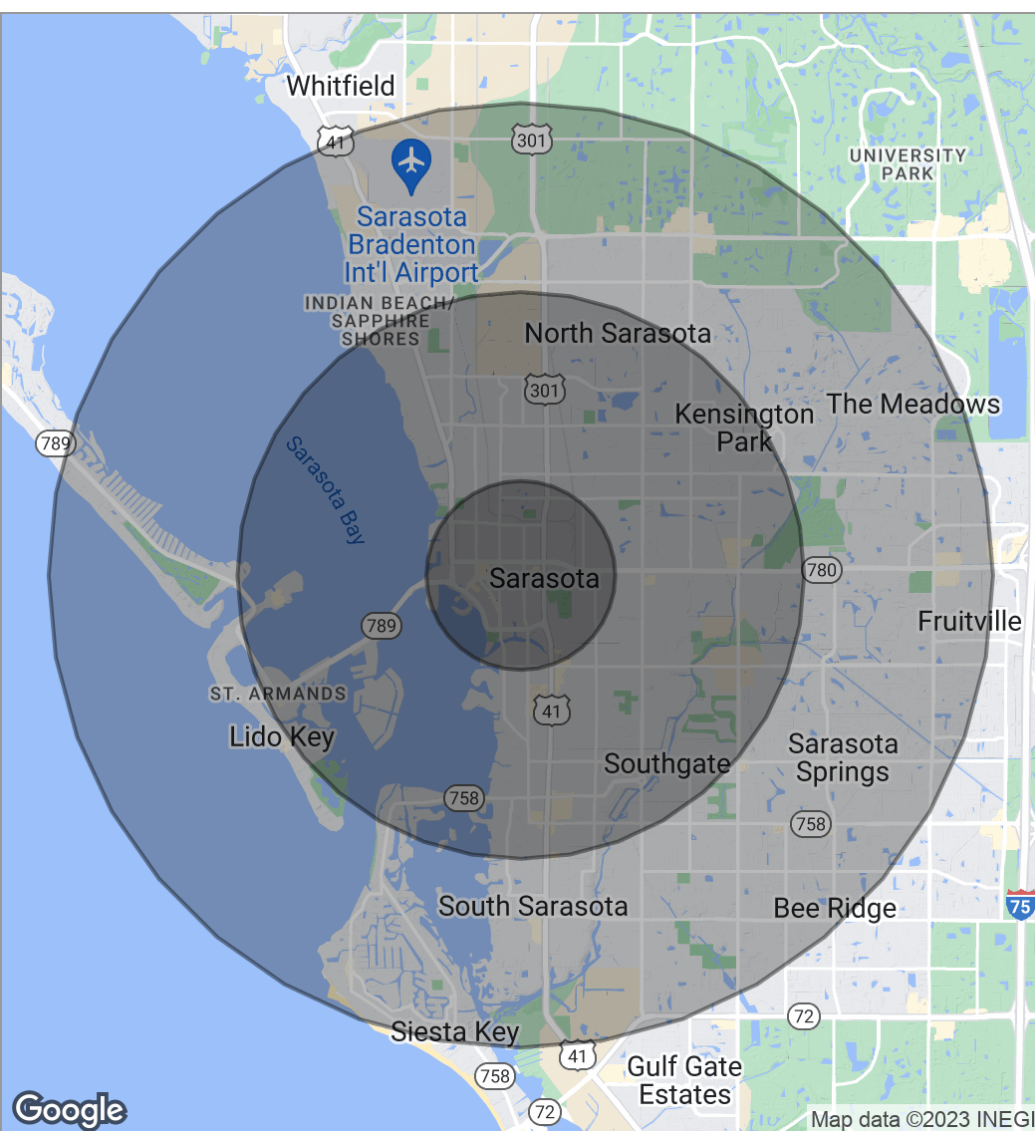 Whitfield
41
301
UNIVERSITY
PARK
Sarasota
Bradenton
Int'l Airport
INDIAN BEACH/
SAPPHIRE
SHORES
North Sarasota
301
Kensington
Park
The Meadows
789
Sarasota Bay
Sarasota
780
789
Fruitville
ST. ARMANDS
41
Lido Key
Southgate
Sarasota
Springs
758
758
South Sarasota
Bee Ridge
75
72
Siesta Key
41
758
Gulf Gate
Estates
72
Google
Map data ©2023 INEGI